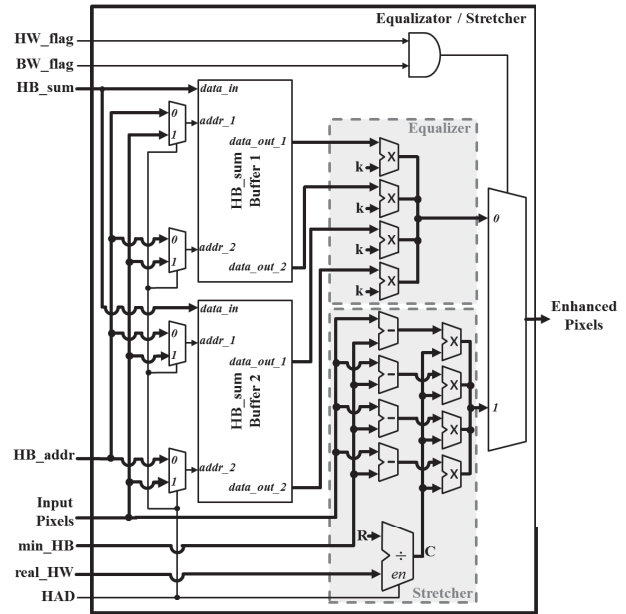 Equalizator / Stretcher
HW_flag
BW_flag
HB_sum
data_in
0
1
addr_1
data_out_1
HB_sum
Buffer 1
0
1
addr_2
data_out_2
Equalizer
k
X
k
X
k
X
k
X
0
1
Enhanced
Pixels
data_in
0
1
addr_1
data_out_1
HB_sum
Buffer 2
0
1
addr_2
data_out_2
−
X
−
X
−
X
−
X
HB_addr
Input
Pixels
min_HB
real_HW
HAD
R
÷
en
C
Stretcher